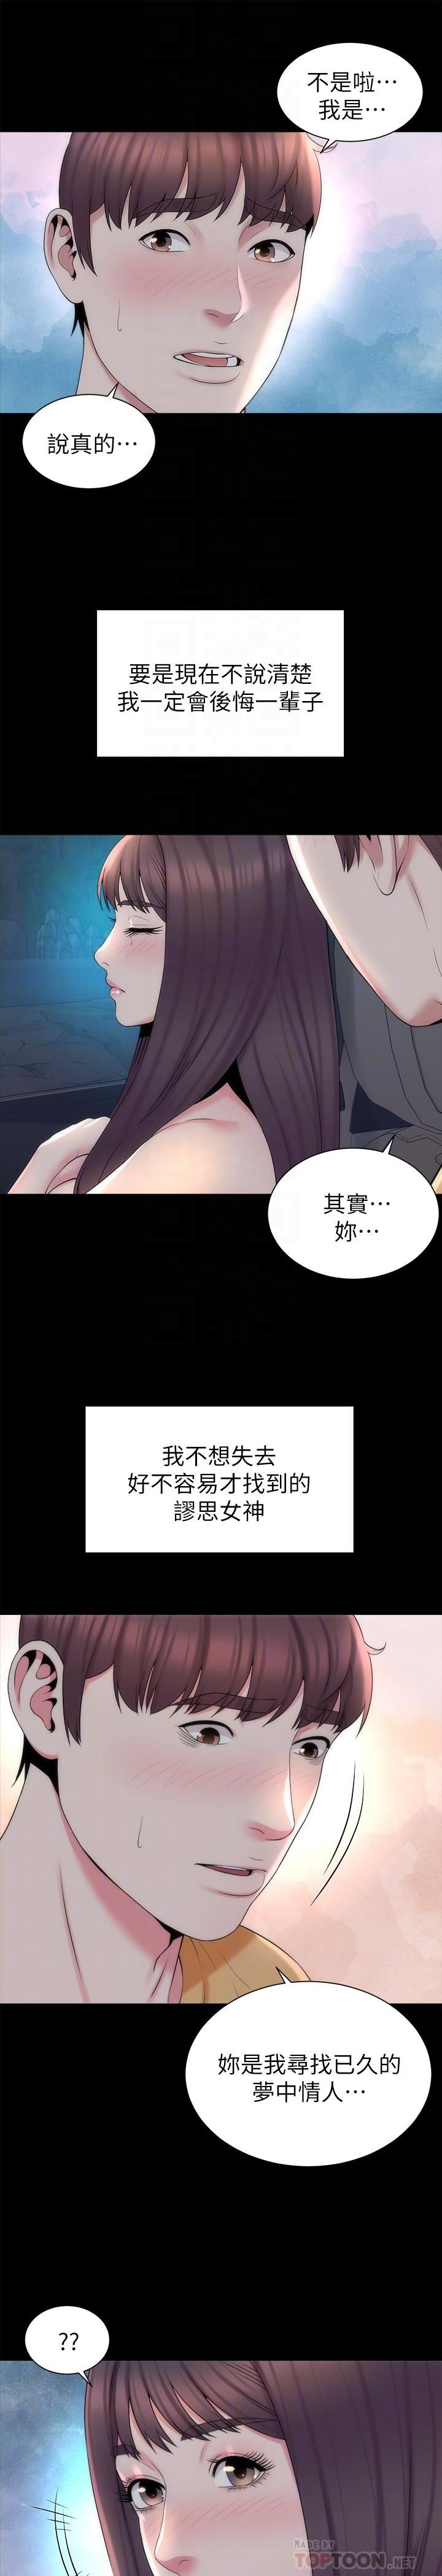 不是啦…
我是…
說真的…
要是現在不說清楚
我一定會後悔一輩子
其實…
妳…
我不想失去
好不容易才找到的
謬思女神
妳是我尋找已久的
夢中情人…
??
MADE BY
TOPTOON.NET